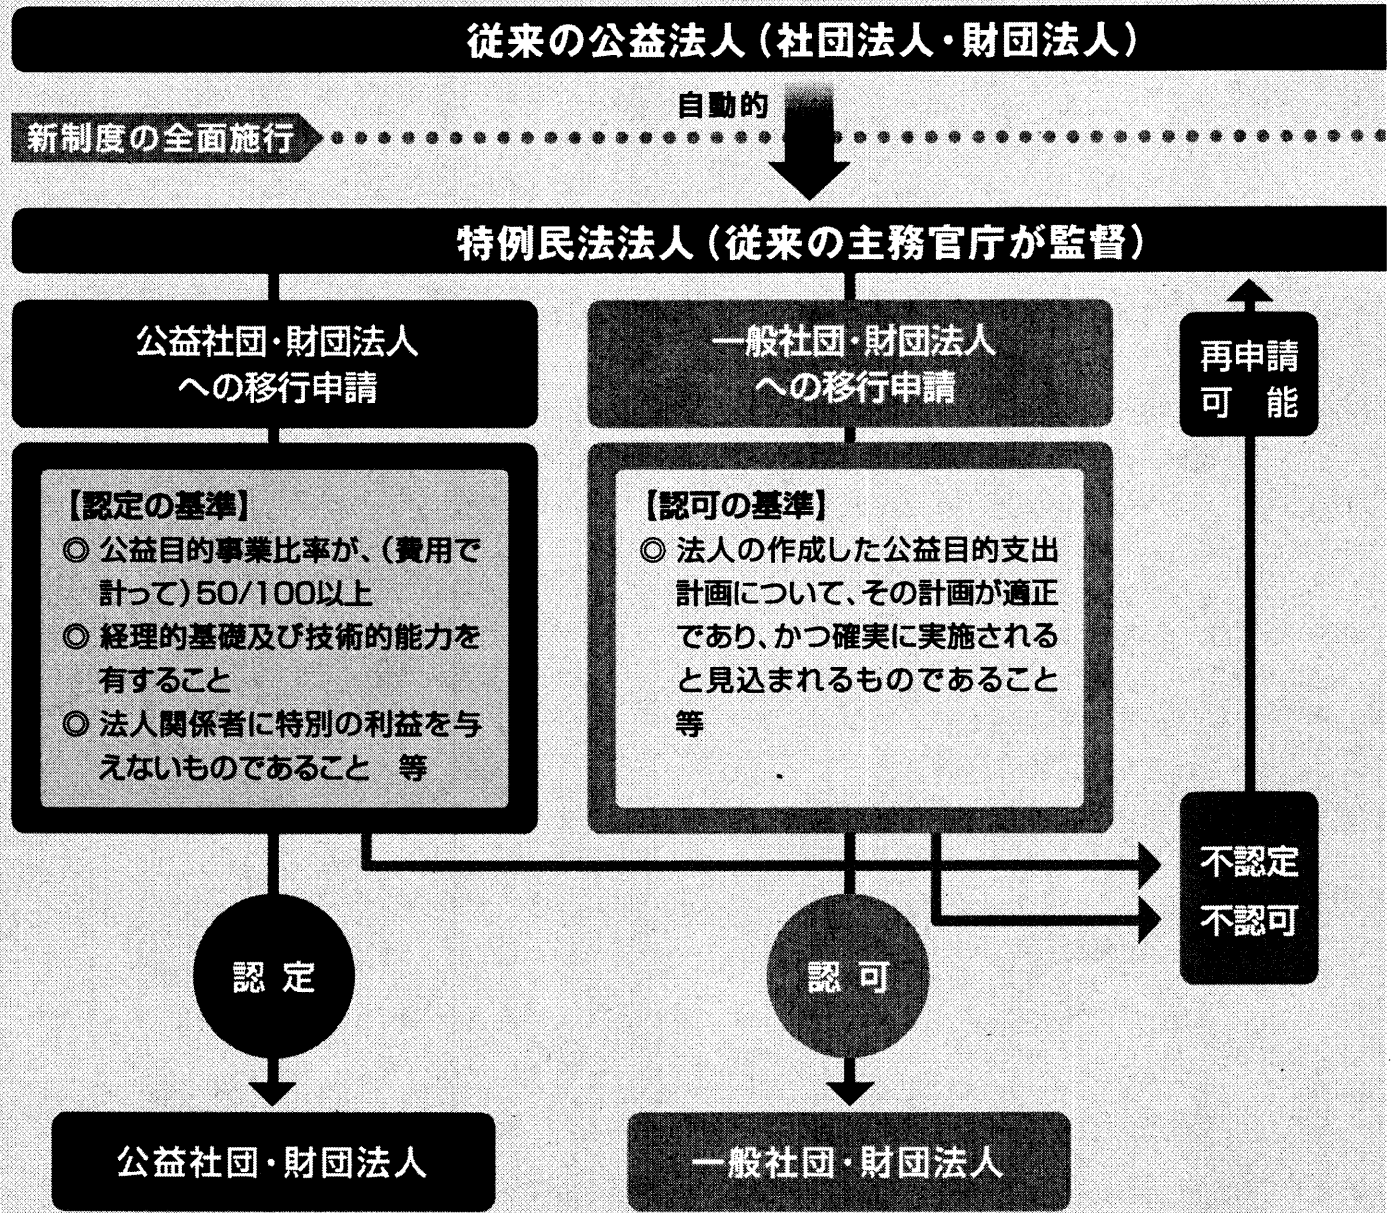 従来の公益法人(社団法人・財団法人)
自動的
新制度の全面施行
特例民法法人(従来の主務官庁が監督)
公益社団・財団法人
への移行申請
一般社団・財団法人
への移行申請
再申請
可 能
【認定の基準】
◎ 公益目的事業比率が、(費用で
計って)50/100以上
◎ 経理的基礎及び技術的能力を
有すること
◎ 法人関係者に特別の利益を与
えないものであること 等
【認可の基準】
◎ 法人の作成した公益目的支出
計画について、その計画が適正
であり、かつ確実に実施される
と見込まれるものであること
等
不認定
不認可
認 定
認 可
公益社団・財団法人
一般社団・財団法人